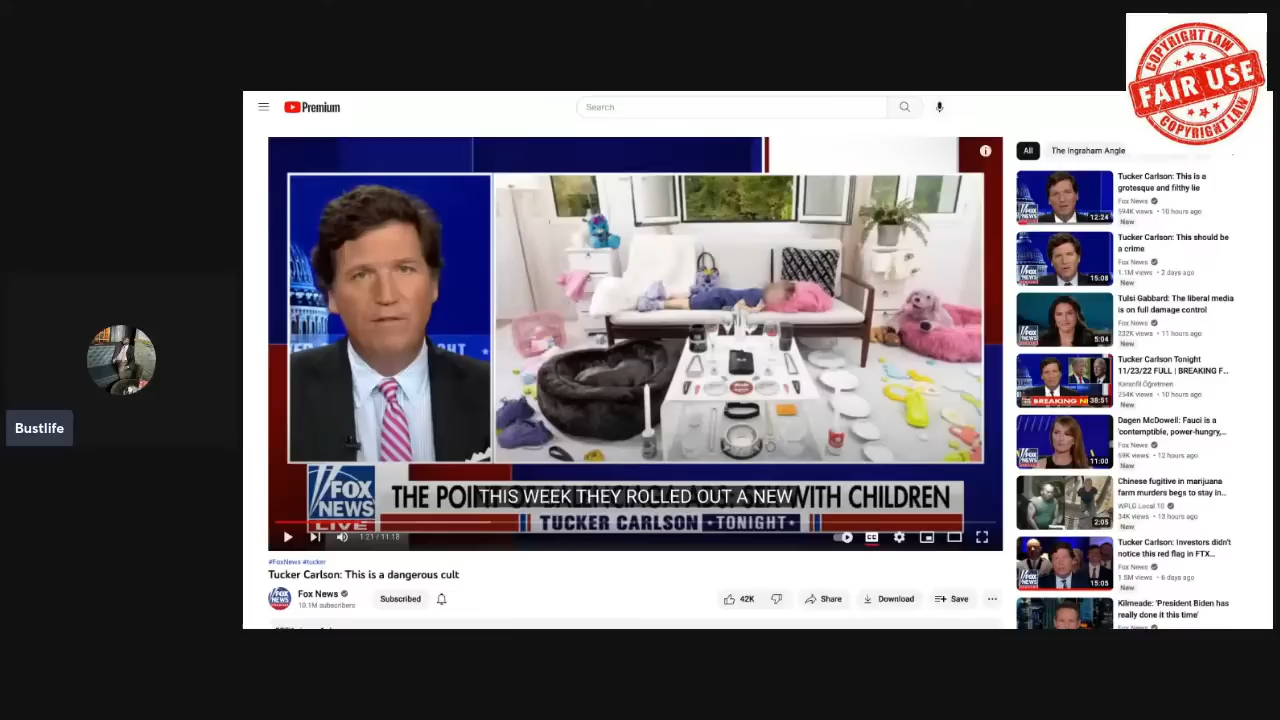 COPYRIGHT LAW
FAIR USE
COPYRIGHT LAW
Premium
Search
All
The Ingraham Angle
Tucker Carlson: This is a
grotesque and filthy lie
Fox News
594K views • 10 hours ago
New
12:24
Tucker Carlson: This should be
a crime
Fox News
1.1M views • 2 days ago
New
15:08
Tulsi Gabbard: The liberal media
is on full damage control
Fox News
222K views • 11 hours ago
New
5:04
Tucker Carlson Tonight
11/23/22 FULL | BREAKING F...
Karanfil Öğretmen
254K views • 10 hours ago
New
38:51
Dagen McDowell: Fauci is a
'contemptible, power-hungry,...
Fox News
59K views • 12 hours ago
New
11:00
Chinese fugitive in marijuana
farm murders begs to stay in...
WPLG Local 10
34K views • 13 hours ago
New
2:05
Tucker Carlson: Investors didn't
notice this red flag in FTX...
Fox News
1.5M views • 6 days ago
New
15:05
Kilmeade: 'President Biden has
really done it this time'
Bustlife
FOX
NEWS
LIVE
THIS WEEK THEY ROLLED OUT A NEW
WITH CHILDREN
TUCKER CARLSON TONIGHT
1:21 / 11:18
CC
#FoxNews #tucker
Tucker Carlson: This is a dangerous cult
Fox News
10.1M subscribers
Subscribed
42K
Share
Download
Save